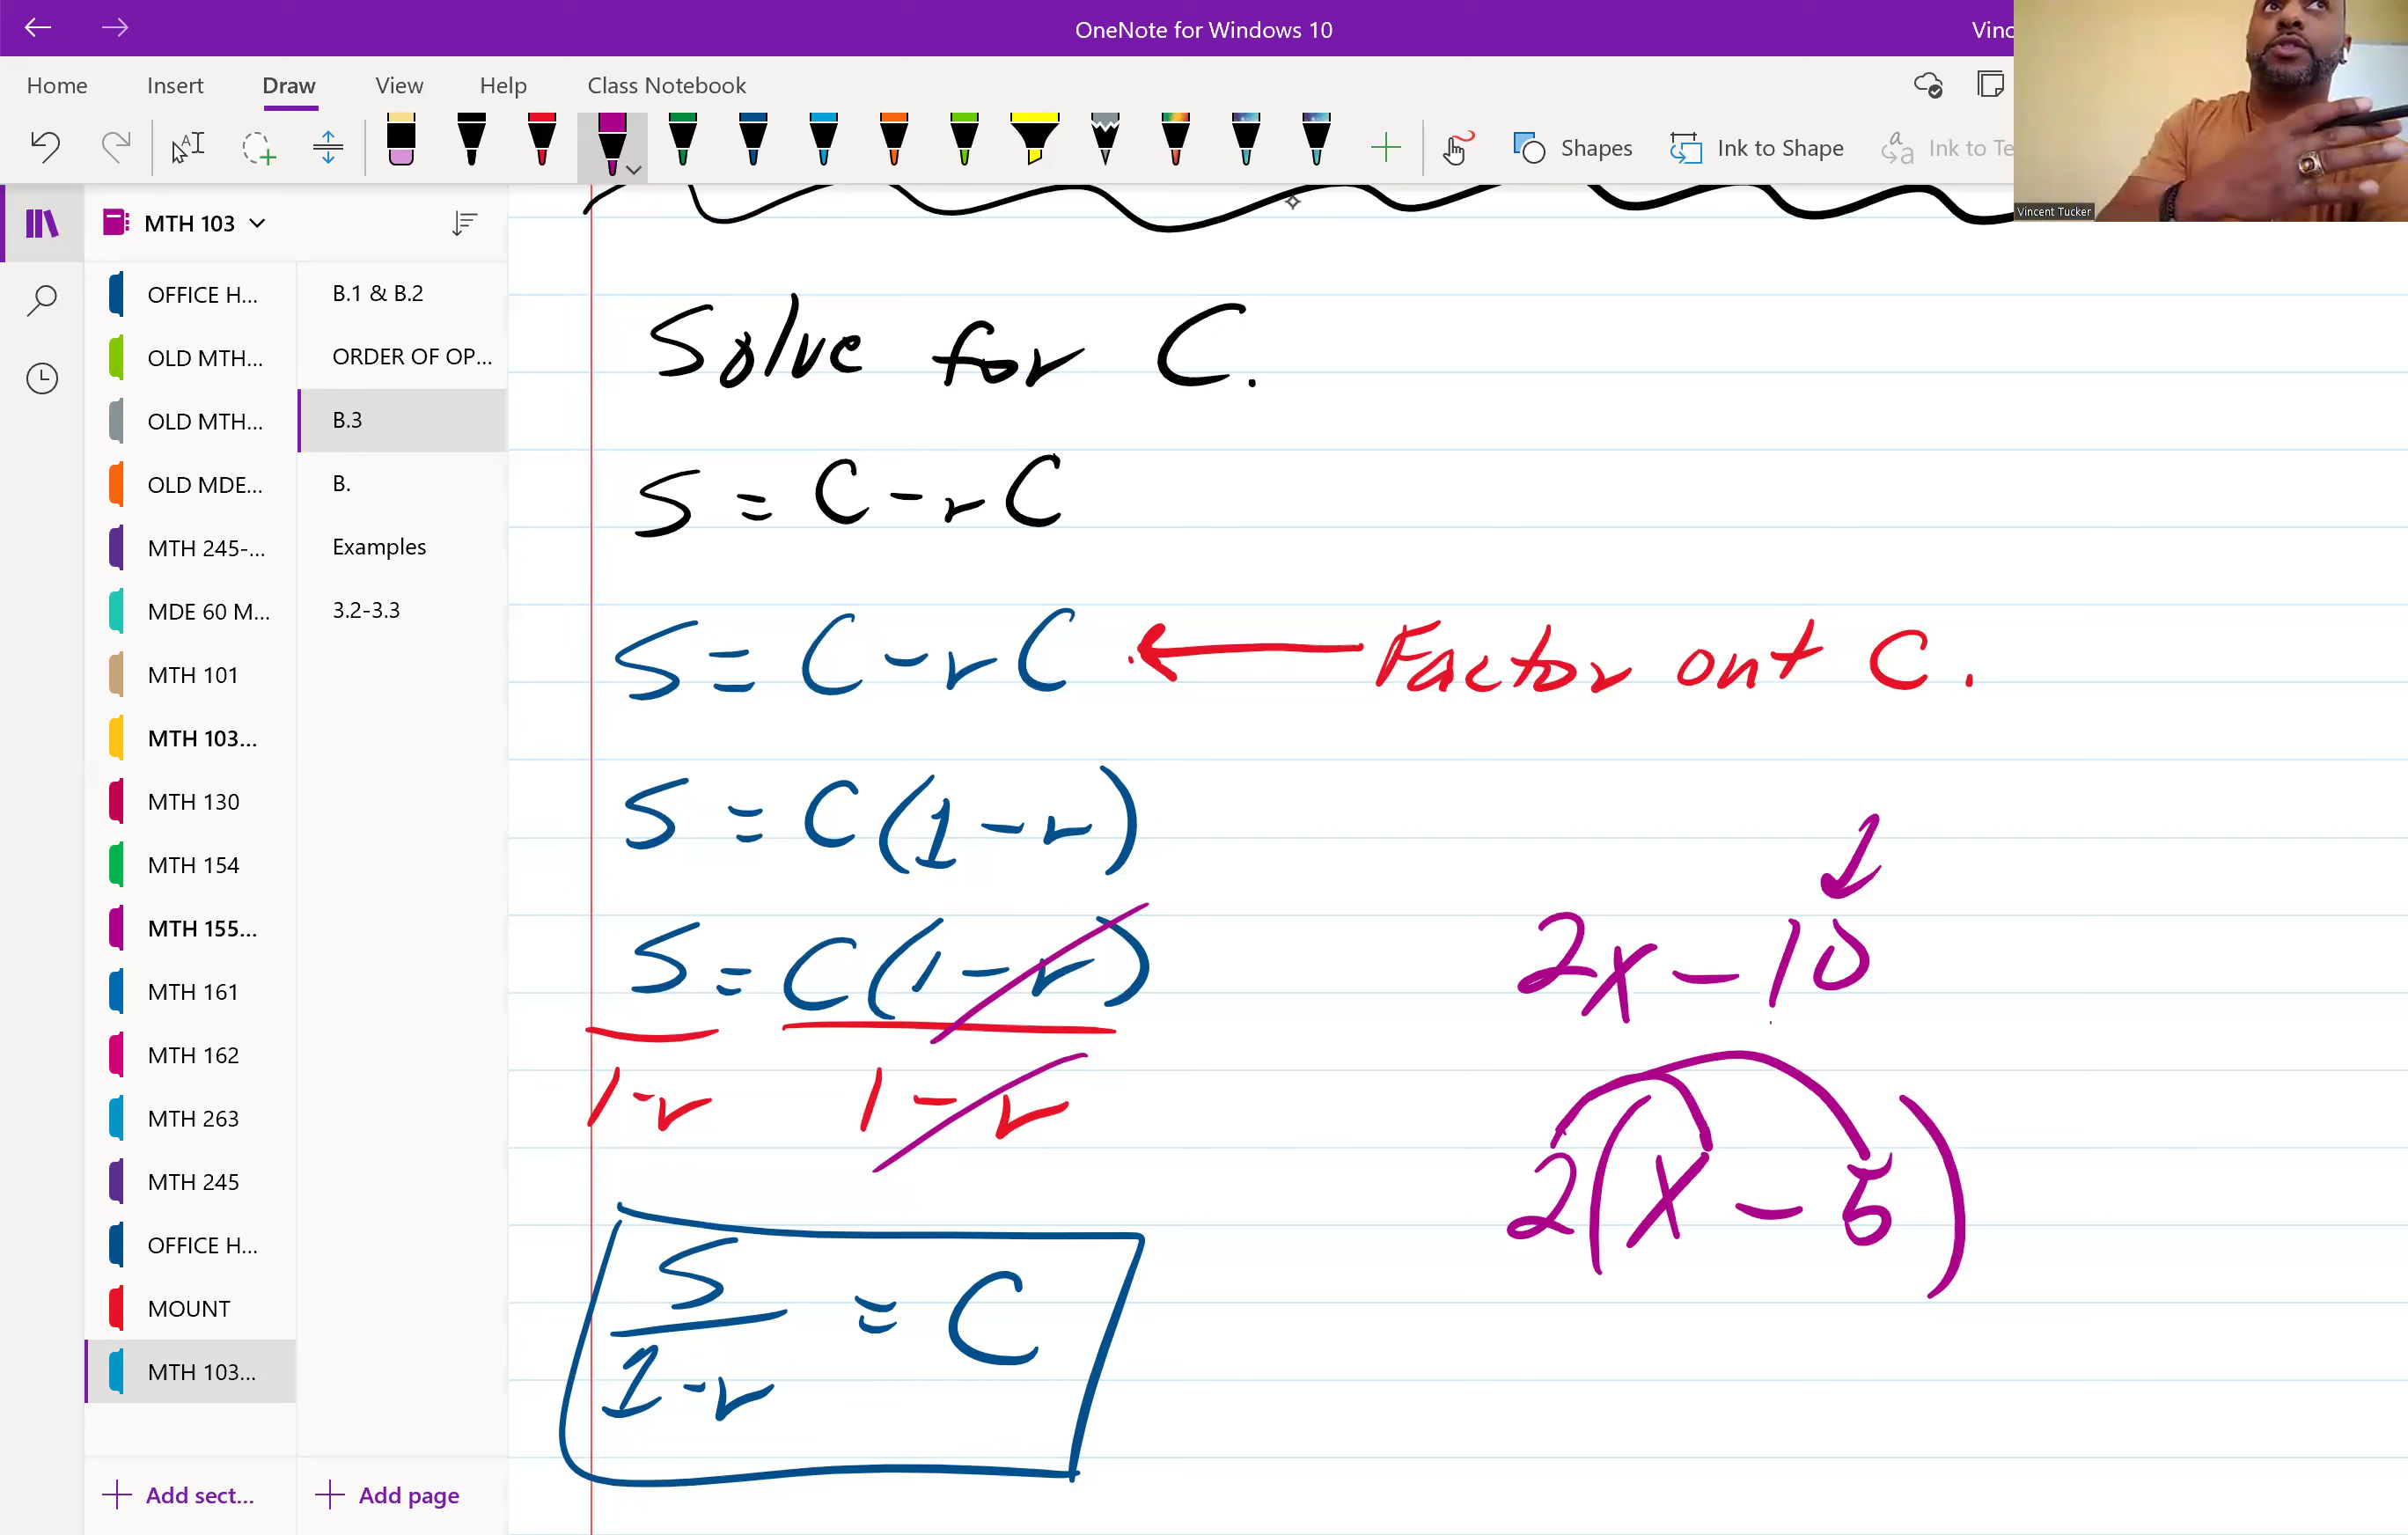 OneNote for Windows 10
Vinc
Home Insert Draw View Help Class Notebook
Shapes Ink to Shape Ink to Te
Vincent Tucker
MTH 103
OFFICE H...
OLD MTH...
OLD MTH...
OLD MDE...
MTH 245-...
MDE 60 M...
MTH 101
MTH 103...
MTH 130
MTH 154
MTH 155...
MTH 161
MTH 162
MTH 263
MTH 245
OFFICE H...
MOUNT
MTH 103...
Add sect...
B.1 & B.2
ORDER OF OP...
B.3
B.
Examples
3.2-3.3
Add page
Solve for C.
S = C - rC
S = C - rC ← Factor out C.
S = C(1 - r)
S = C(1 - r)
1-r 1 - r
S
= C
1-r
2x - 10
2(x - 5)